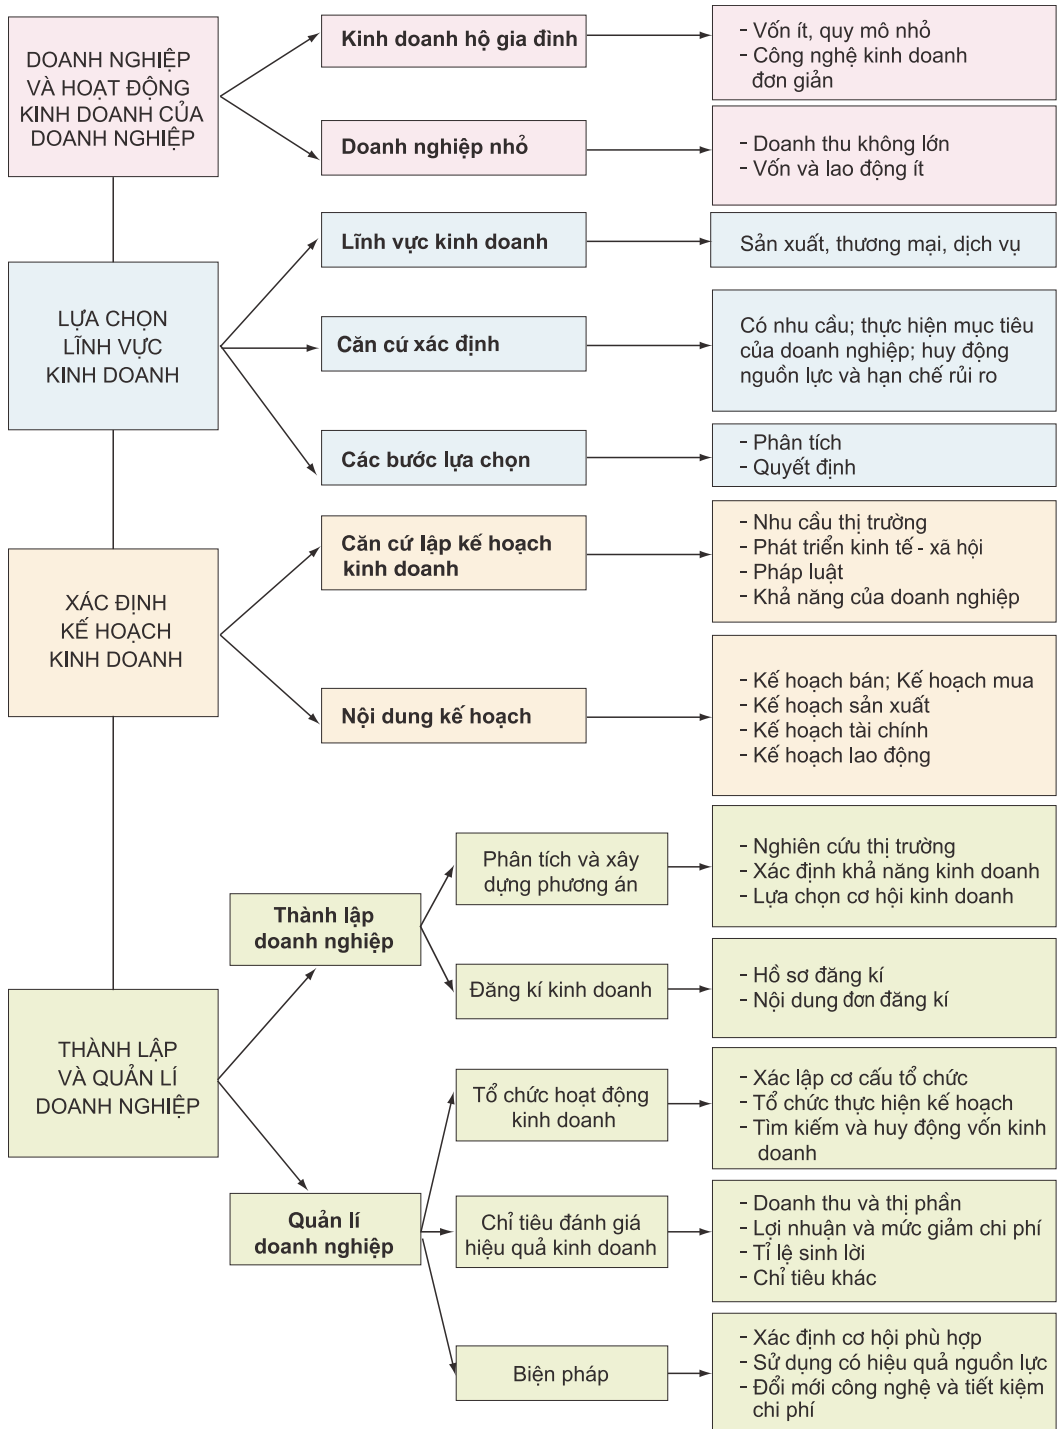 DOANH NGHIỆP
VÀ HOẠT ĐỘNG
KINH DOANH CỦA
DOANH NGHIỆP
Kinh doanh hộ gia đình
- Vốn ít, quy mô nhỏ
- Công nghệ kinh doanh
đơn giản
Doanh nghiệp nhỏ
- Doanh thu không lớn
- Vốn và lao động ít
LỰA CHỌN
LĨNH VỰC
KINH DOANH
Lĩnh vực kinh doanh
Sản xuất, thương mại, dịch vụ
Căn cứ xác định
Có nhu cầu; thực hiện mục tiêu
của doanh nghiệp; huy động
nguồn lực và hạn chế rủi ro
Các bước lựa chọn
- Phân tích
- Quyết định
XÁC ĐỊNH
KẾ HOẠCH
KINH DOANH
Căn cứ lập kế hoạch
kinh doanh
- Nhu cầu thị trường
- Phát triển kinh tế - xã hội
- Pháp luật
- Khả năng của doanh nghiệp
Nội dung kế hoạch
- Kế hoạch bán; Kế hoạch mua
- Kế hoạch sản xuất
- Kế hoạch tài chính
- Kế hoạch lao động
THÀNH LẬP
VÀ QUẢN LÍ
DOANH NGHIỆP
Thành lập
doanh nghiệp
Phân tích và xây
dựng phương án
- Nghiên cứu thị trường
- Xác định khả năng kinh doanh
- Lựa chọn cơ hội kinh doanh
Đăng kí kinh doanh
- Hồ sơ đăng kí
- Nội dung đơn đăng kí
Quản lí
doanh nghiệp
Tổ chức hoạt động
kinh doanh
- Xác lập cơ cấu tổ chức
- Tổ chức thực hiện kế hoạch
- Tìm kiếm và huy động vốn kinh
doanh
Chỉ tiêu đánh giá
hiệu quả kinh doanh
- Doanh thu và thị phần
- Lợi nhuận và mức giảm chi phí
- Tỉ lệ sinh lời
- Chỉ tiêu khác
Biện pháp
- Xác định cơ hội phù hợp
- Sử dụng có hiệu quả nguồn lực
- Đổi mới công nghệ và tiết kiệm
chi phí